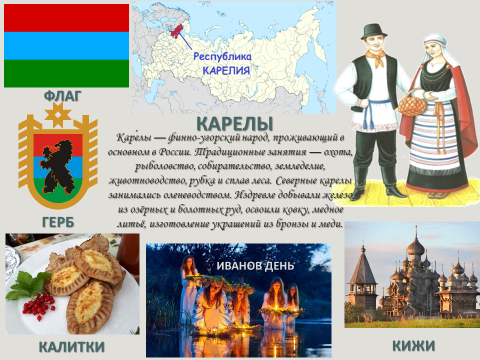 Республика
КАРЕЛИЯ
ФЛАГ
КАРЕЛЫ
Каре́лы — финно-угорский народ, проживающий в
основном в России. Традиционные занятия — охота,
рыболовство, собирательство, земледелие,
животноводство, рубка и сплав леса. Северные карелы
занимались оленеводством. Издревле добывали железо
из озёрных и болотных руд, освоили ковку, медное
литьё, изготовление украшений из бронзы и меди.
ГЕРБ
ИВАНОВ ДЕНЬ
КАЛИТКИ
КИЖИ